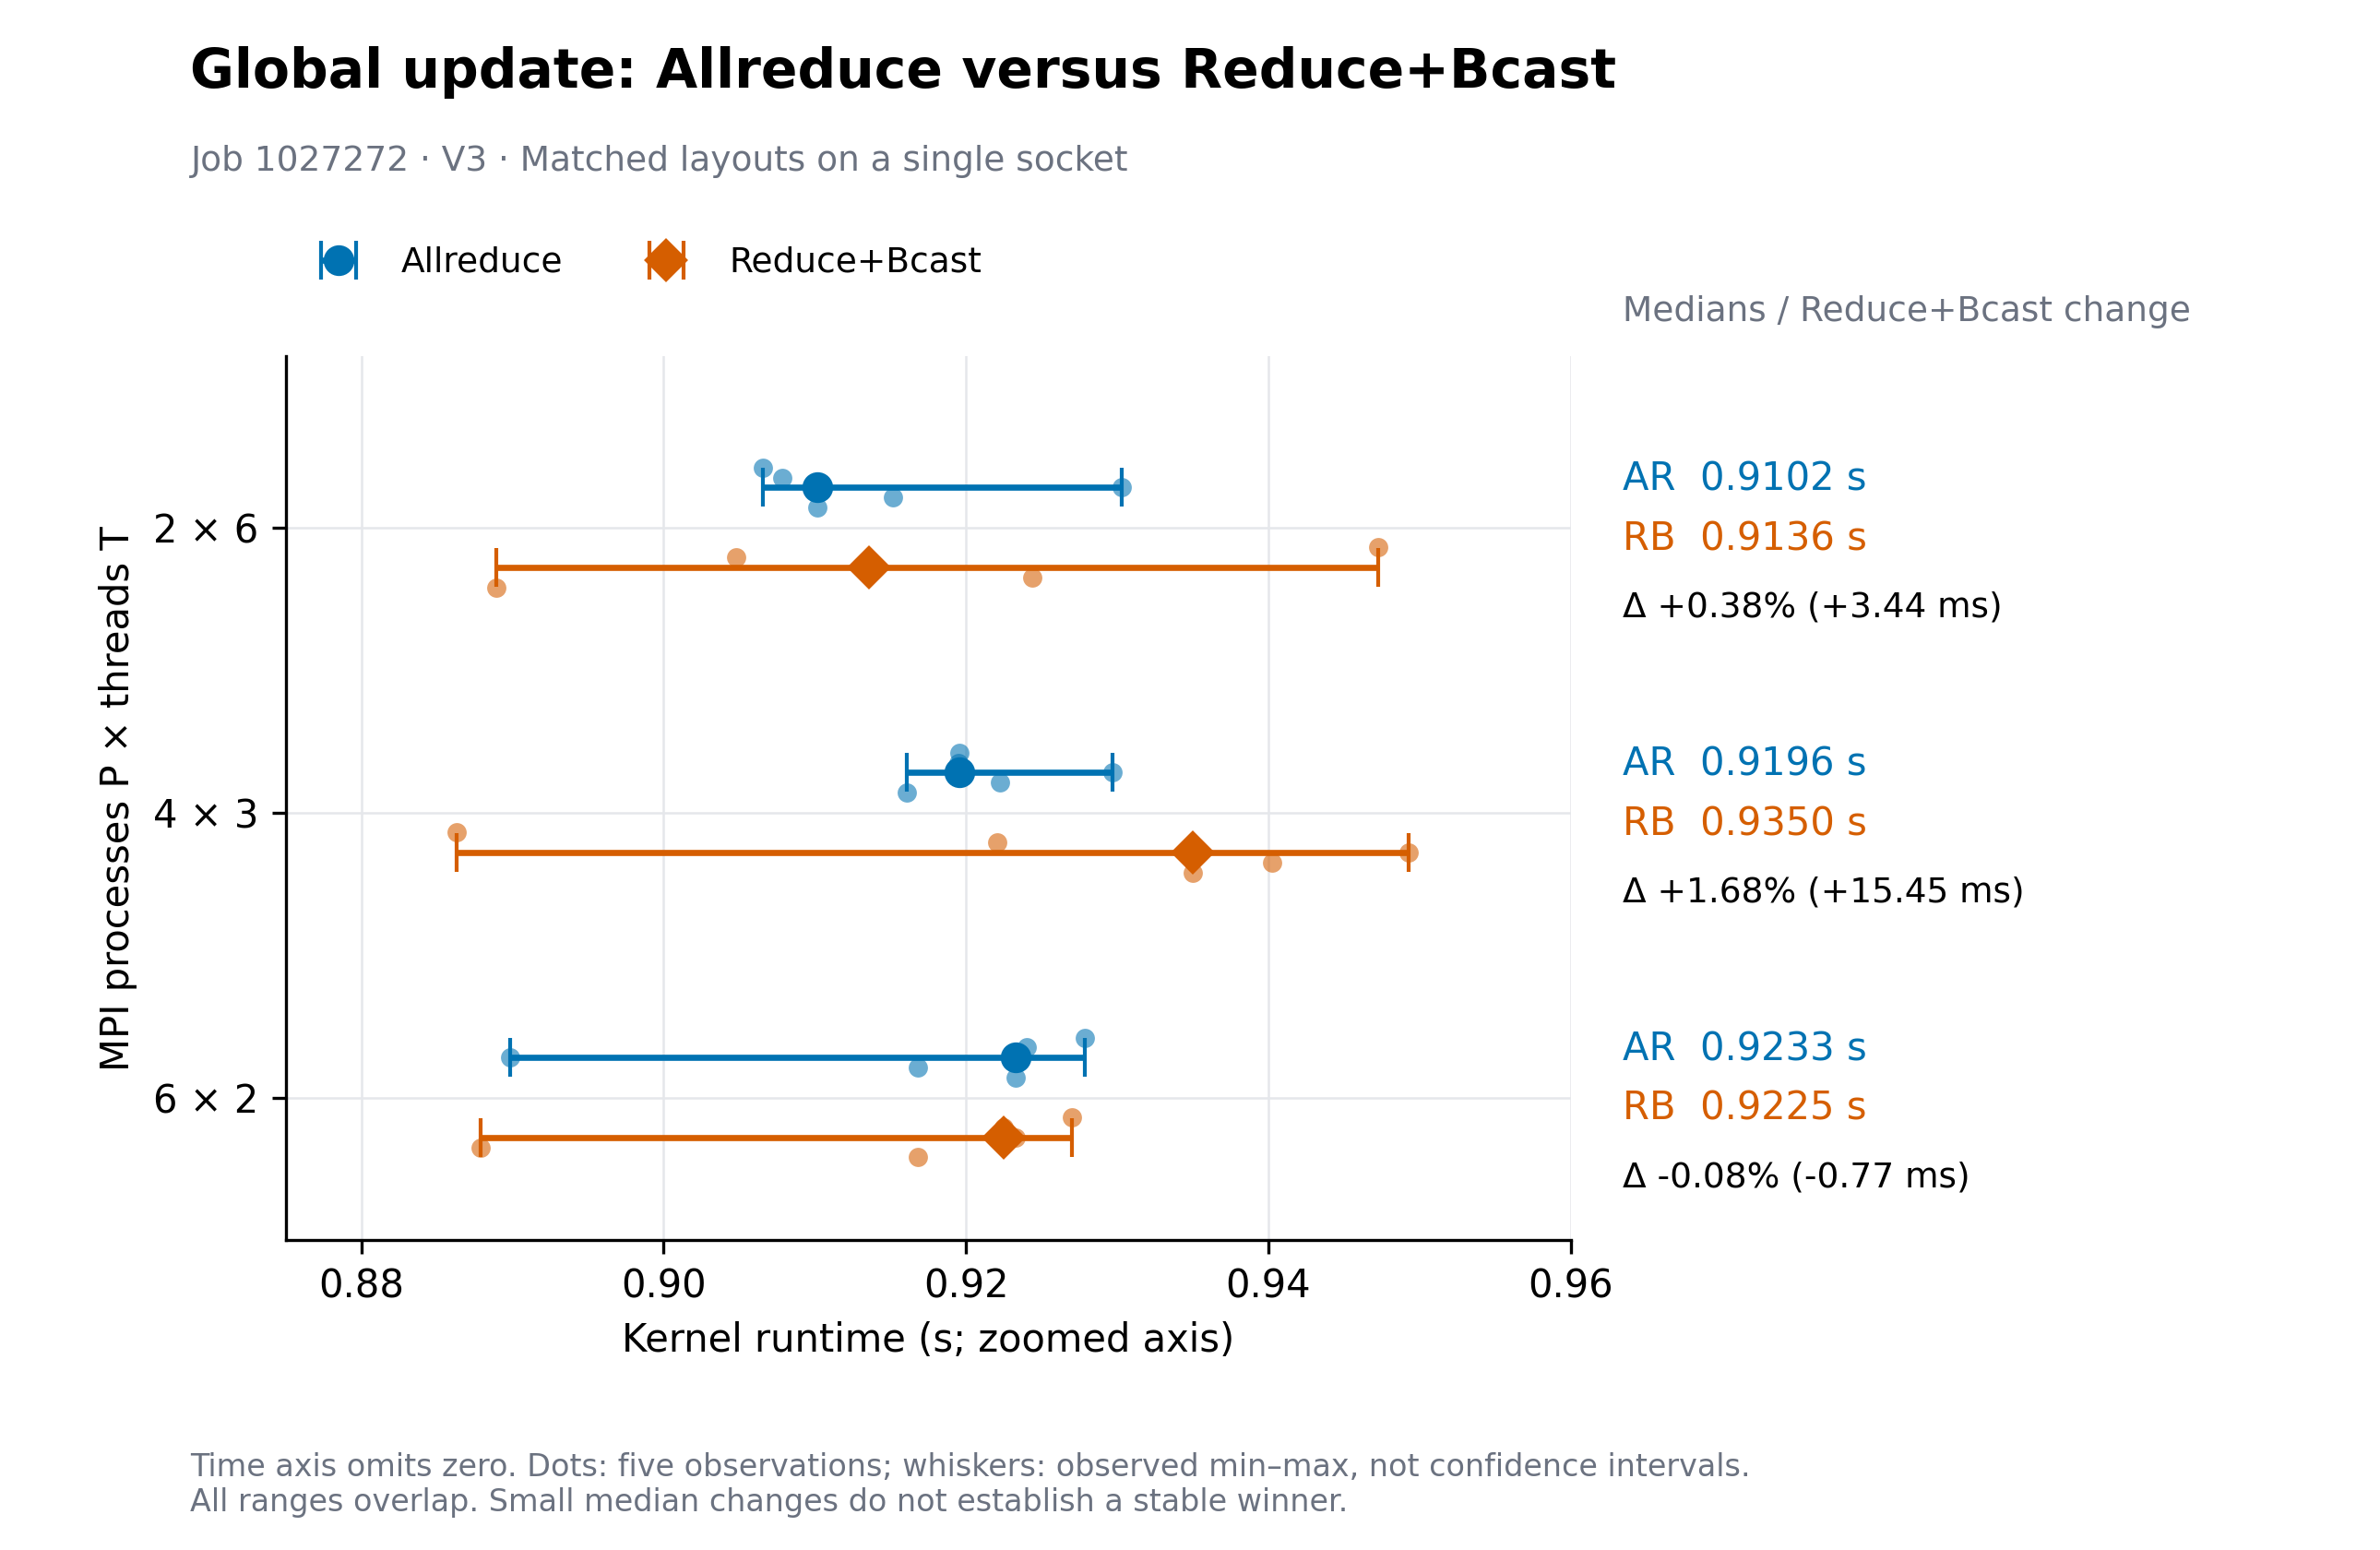 Global update: Allreduce versus Reduce+Bcast
Job 1027272 · V3 · Matched layouts on a single socket
Allreduce
Reduce+Bcast
Medians / Reduce+Bcast change
MPI processes P × threads T
2 × 6
AR 0.9102 s
RB 0.9136 s
Δ +0.38% (+3.44 ms)
4 × 3
AR 0.9196 s
RB 0.9350 s
Δ +1.68% (+15.45 ms)
6 × 2
AR 0.9233 s
RB 0.9225 s
Δ -0.08% (-0.77 ms)
0.88 0.90 0.92 0.94 0.96
Kernel runtime (s; zoomed axis)
Time axis omits zero. Dots: five observations; whiskers: observed min–max, not confidence intervals.
All ranges overlap. Small median changes do not establish a stable winner.